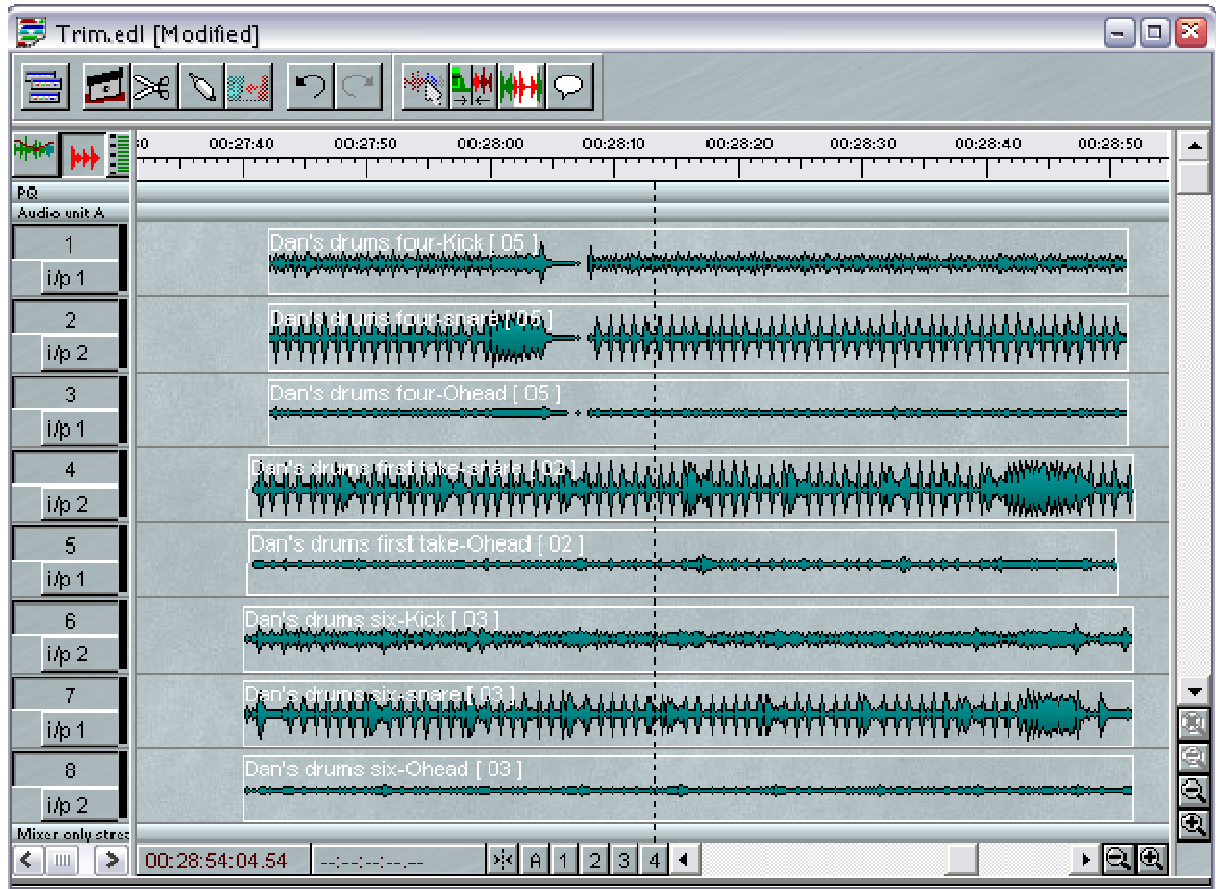 Trim.edl [Modified]
:0 00:27:40 00:27:50 00:28:00 00:28:10 00:28:20 00:28:30 00:28:40 00:28:50
PQ
Audio unit A
1
i/p 1
Dan's drums four-Kick [ 05 ]
2
i/p 2
Dan's drums four-snare [ 05 ]
3
i/p 1
Dan's drums four-Ohead [ 05 ]
4
i/p 2
Dan's drums first take-snare [ 02 ]
5
i/p 1
Dan's drums first take-Ohead [ 02 ]
6
i/p 2
Dan's drums six-Kick [ 03 ]
7
i/p 1
Dan's drums six-snare [ 03 ]
8
i/p 2
Dan's drums six-Ohead [ 03 ]
Mixer only strea
00:28:54:04.54 --:--:--:--.-- A 1 2 3 4